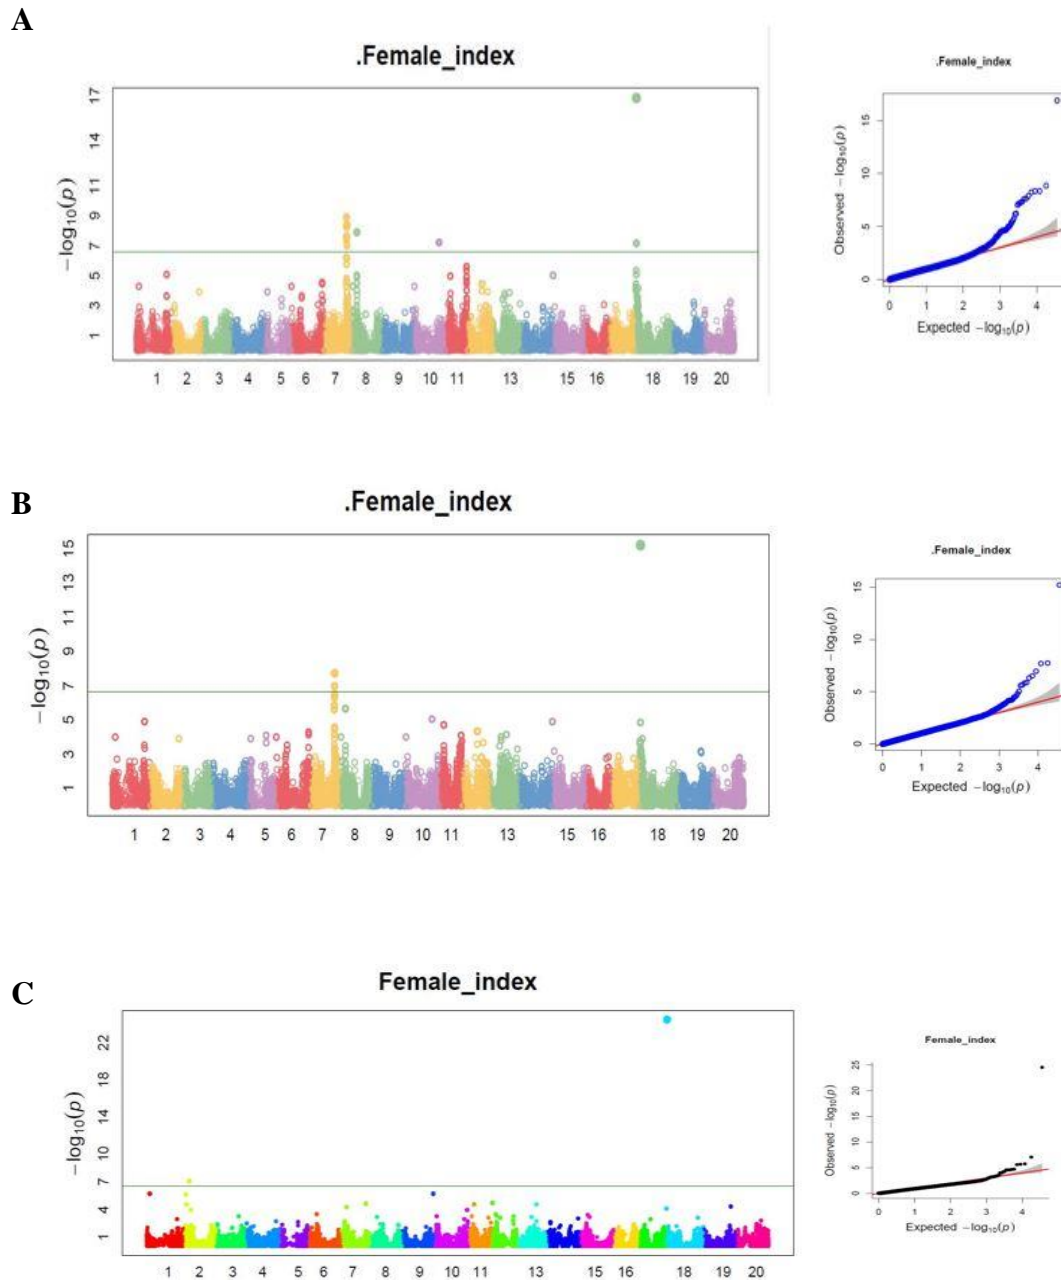 A
.Female_index
−log10(p)
17
14
11
9
7
5
3
1
1 2 3 4 5 6 7 8 9 10 11 13 15 16 18 19 20
.Female_index
Observed −log10(p)
15
10
5
0
0 1 2 3 4
Expected −log10(p)
B
.Female_index
−log10(p)
15
13
11
9
7
5
3
1
1 2 3 4 5 6 7 8 9 10 11 13 15 16 18 19 20
.Female_index
Observed −log10(p)
15
10
5
0
0 1 2 3 4
Expected −log10(p)
C
Female_index
−log10(p)
22
18
14
10
7
4
1
1 2 3 4 5 6 7 8 9 10 11 13 15 16 18 19 20
Female_index
Observed −log10(p)
25
20
15
10
5
0
0 1 2 3 4
Expected −log10(p)